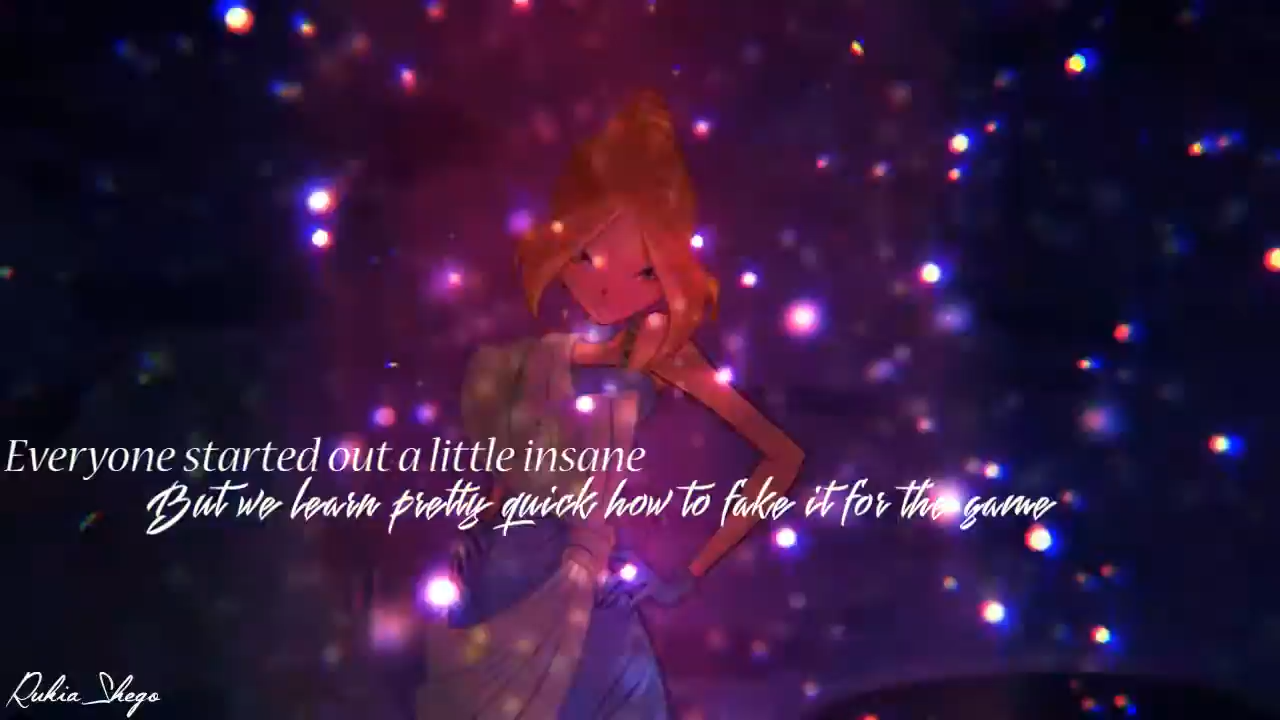 Everyone started out a little insane
But we learn pretty quick how to fake it for the game
Rukia_Shego